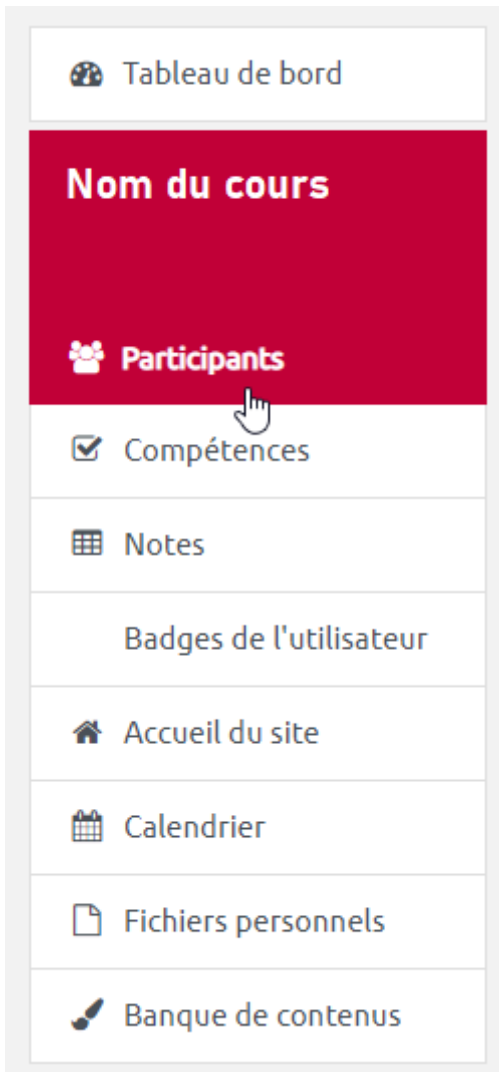 Tableau de bord
Nom du cours
Participants
Compétences
Notes
Badges de l'utilisateur
Accueil du site
Calendrier
Fichiers personnels
Banque de contenus